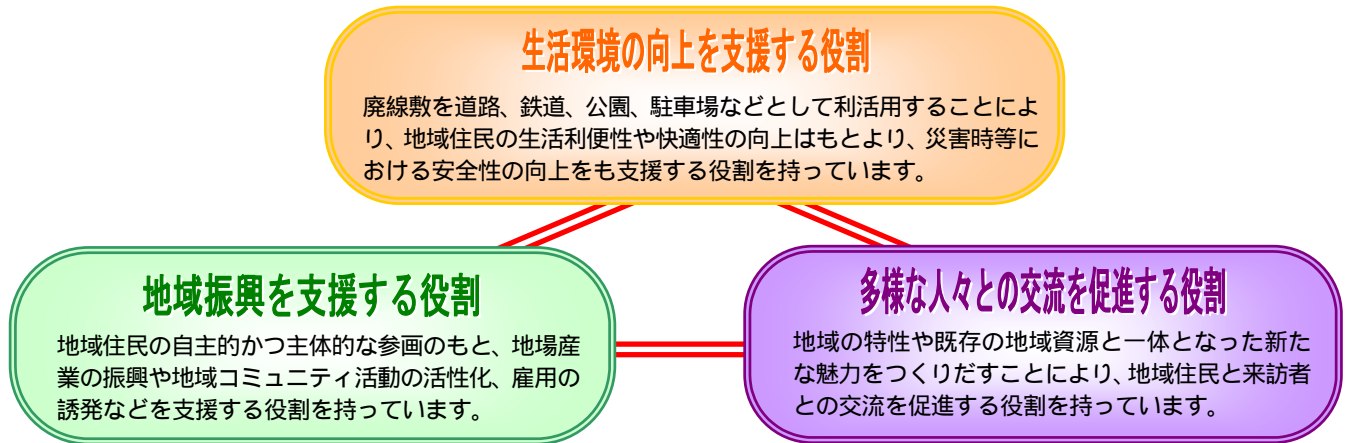 生活環境の向上を支援する役割
廃線敷を道路、鉄道、公園、駐車場などとして利活用することによ
り、地域住民の生活利便性や快適性の向上はもとより、災害時等に
おける安全性の向上をも支援する役割を持っています。
地域振興を支援する役割
地域住民の自主的かつ主体的な参画のもと、地場産
業の振興や地域コミュニティ活動の活性化、雇用の
誘発などを支援する役割を持っています。
多様な人々との交流を促進する役割
地域の特性や既存の地域資源と一体となった新た
な魅力をつくりだすことにより、地域住民と来訪者
との交流を促進する役割を持っています。